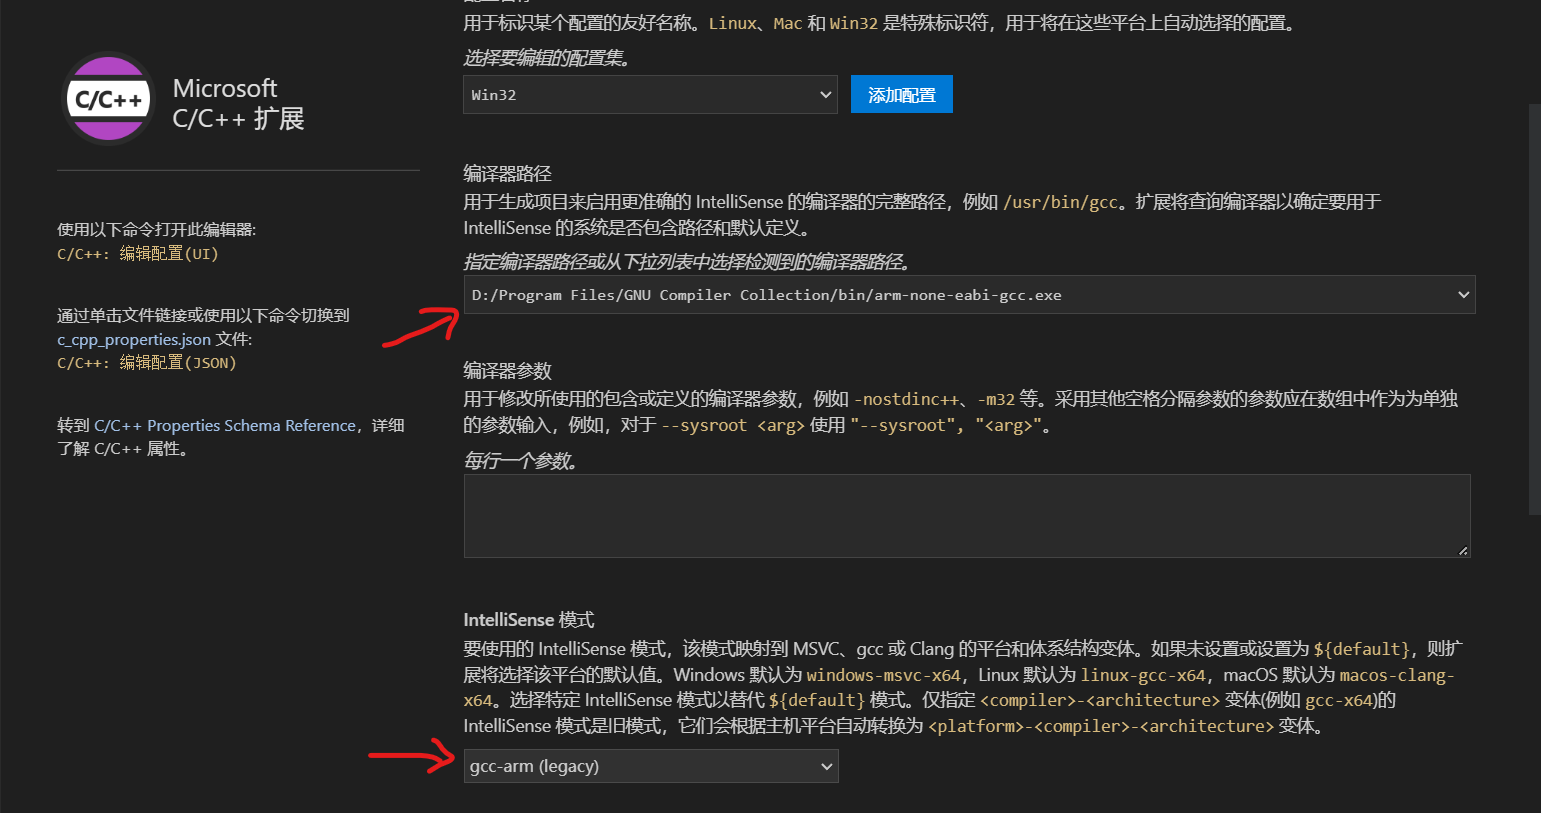 用于标识某个配置的友好名称。Linux、Mac 和 Win32 是特殊标识符，用于将在这些平台上自动选择的配置。
选择要编辑的配置集。
Win32
添加配置
C/C++
Microsoft
C/C++ 扩展
使用以下命令打开此编辑器:
C/C++: 编辑配置(UI)
通过单击文件链接或使用以下命令切换到
c_cpp_properties.json 文件:
C/C++: 编辑配置(JSON)
转到 C/C++ Properties Schema Reference，详细
了解 C/C++ 属性。
编译器路径
用于生成项目来启用更准确的 IntelliSense 的编译器的完整路径，例如 /usr/bin/gcc。扩展将查询编译器以确定要用于
IntelliSense 的系统是否包含路径和默认定义。
指定编译器路径或从下拉列表中选择检测到的编译器路径。
D:/Program Files/GNU Compiler Collection/bin/arm-none-eabi-gcc.exe
编译器参数
用于修改所使用的包含或定义的编译器参数，例如 -nostdinc++、-m32 等。采用其他空格分隔参数的参数应在数组中作为为单独
的参数输入，例如，对于 --sysroot <arg> 使用 "--sysroot", "<arg>"。
每行一个参数。
IntelliSense 模式
要使用的 IntelliSense 模式，该模式映射到 MSVC、gcc 或 Clang 的平台和体系结构变体。如果未设置或设置为 ${default}，则扩
展将选择该平台的默认值。Windows 默认为 windows-msvc-x64，Linux 默认为 linux-gcc-x64，macOS 默认为 macos-clang-
x64。选择特定 IntelliSense 模式以替代 ${default} 模式。仅指定 <compiler>-<architecture> 变体(例如 gcc-x64)的
IntelliSense 模式是旧模式，它们会根据主机平台自动转换为 <platform>-<compiler>-<architecture> 变体。
gcc-arm (legacy)